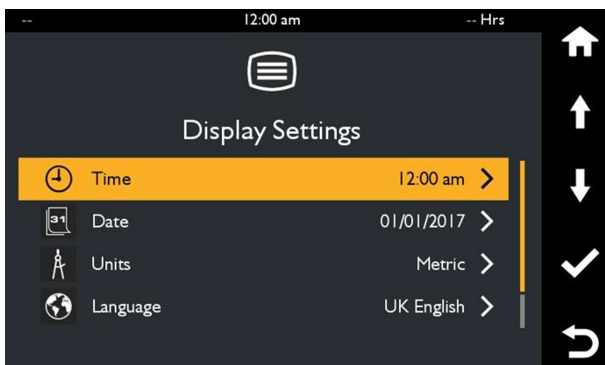 -- 12:00 am -- Hrs
Display Settings
Time 12:00 am
31
Date 01/01/2017
Units Metric
Language UK English